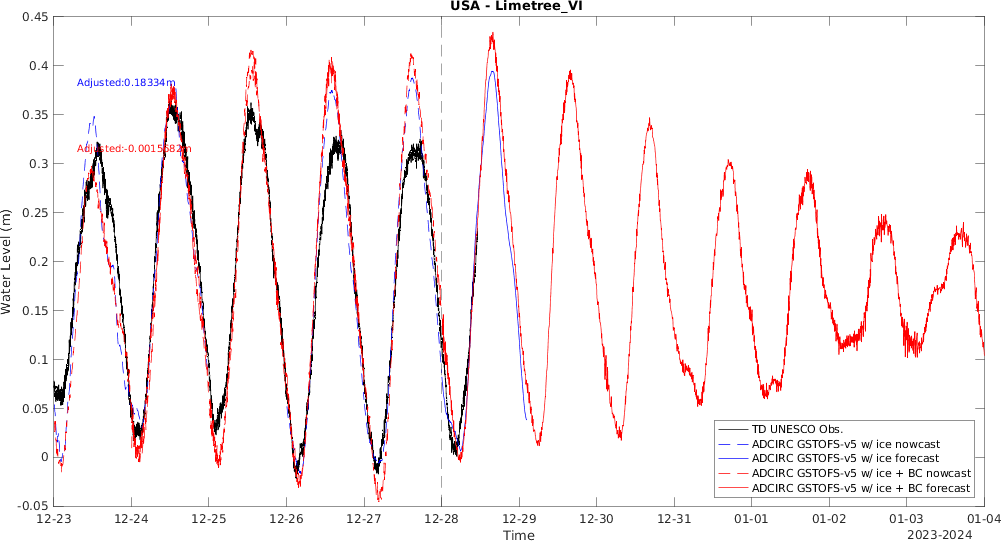 USA - Limetree_VI
0.45
0.4
0.35
0.3
0.25
0.2
0.15
0.1
0.05
0
-0.05
Water Level (m)
Adjusted:0.18334m
Adjusted:-0.0015682m
TD UNESCO Obs.
ADCIRC GSTOFS-v5 w/ ice nowcast
ADCIRC GSTOFS-v5 w/ ice forecast
ADCIRC GSTOFS-v5 w/ ice + BC nowcast
ADCIRC GSTOFS-v5 w/ ice + BC forecast
12-23 12-24 12-25 12-26 12-27 12-28 12-29 12-30 12-31 01-01 01-02 01-03 01-04
Time
2023-2024